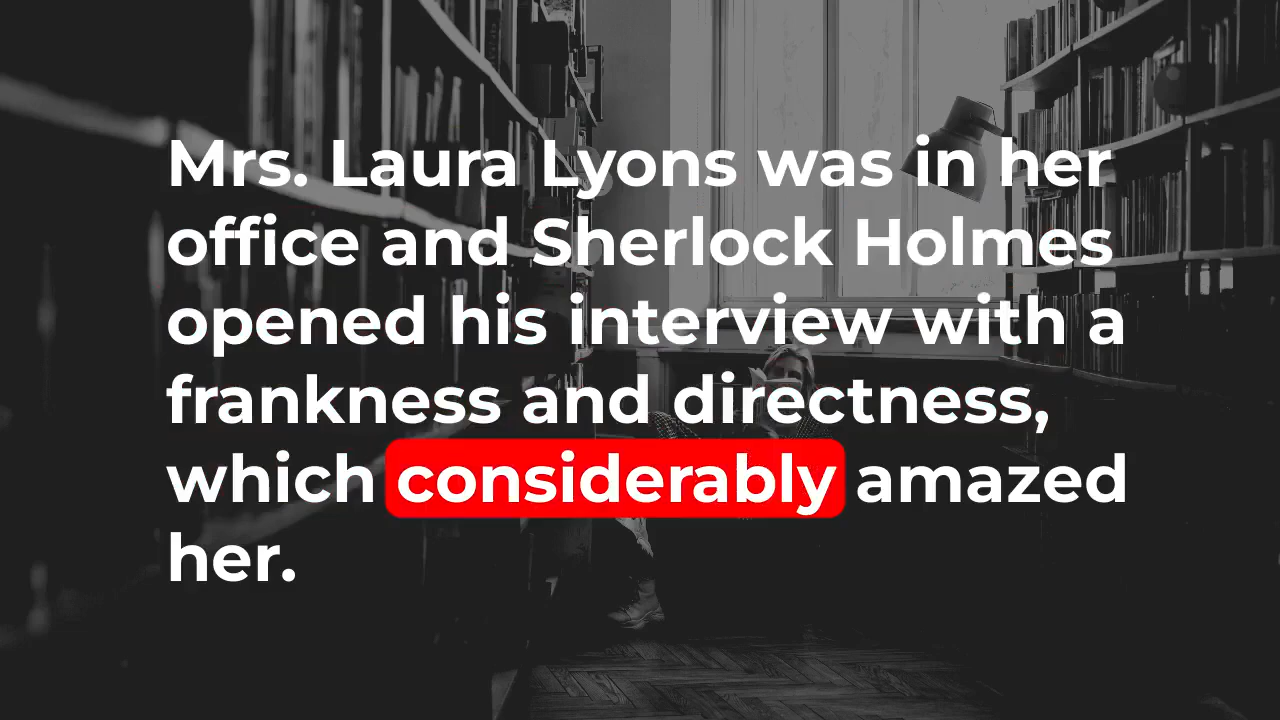 Mrs. Laura Lyons was in her
office and Sherlock Holmes
opened his interview with a
frankness and directness,
which considerably amazed
her.